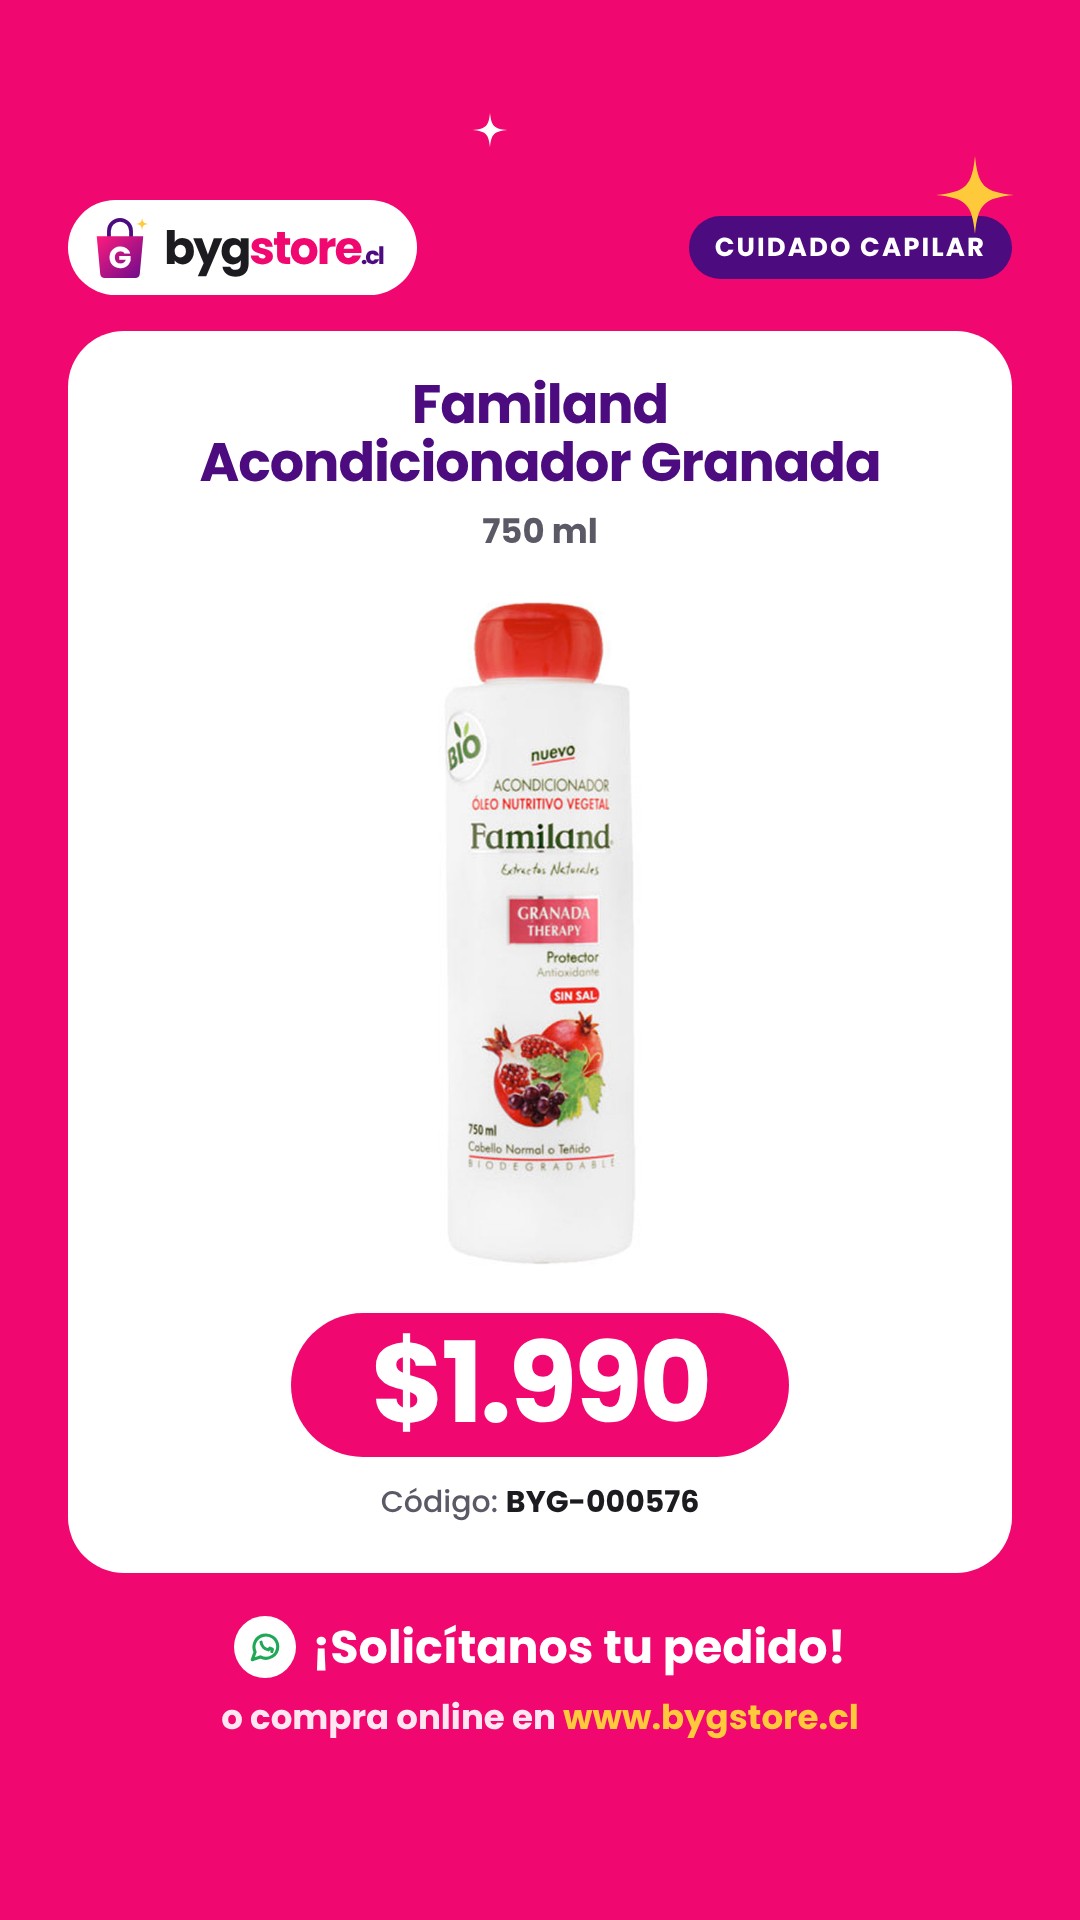 G bygstore.cl
CUIDADO CAPILAR
Familand
Acondicionador Granada
750 ml
BIO
nuevo
ACONDICIONADOR
ÓLEO NUTRITIVO VEGETAL
Familand
Extractos Naturales
GRANADA
THERAPY
Protector
Antioxidante
SIN SAL
750 ml
Cabello Normal o Teñido
BIODEGRADABLE
$1.990
Código: BYG-000576
¡Solicítanos tu pedido!
o compra online en www.bygstore.cl